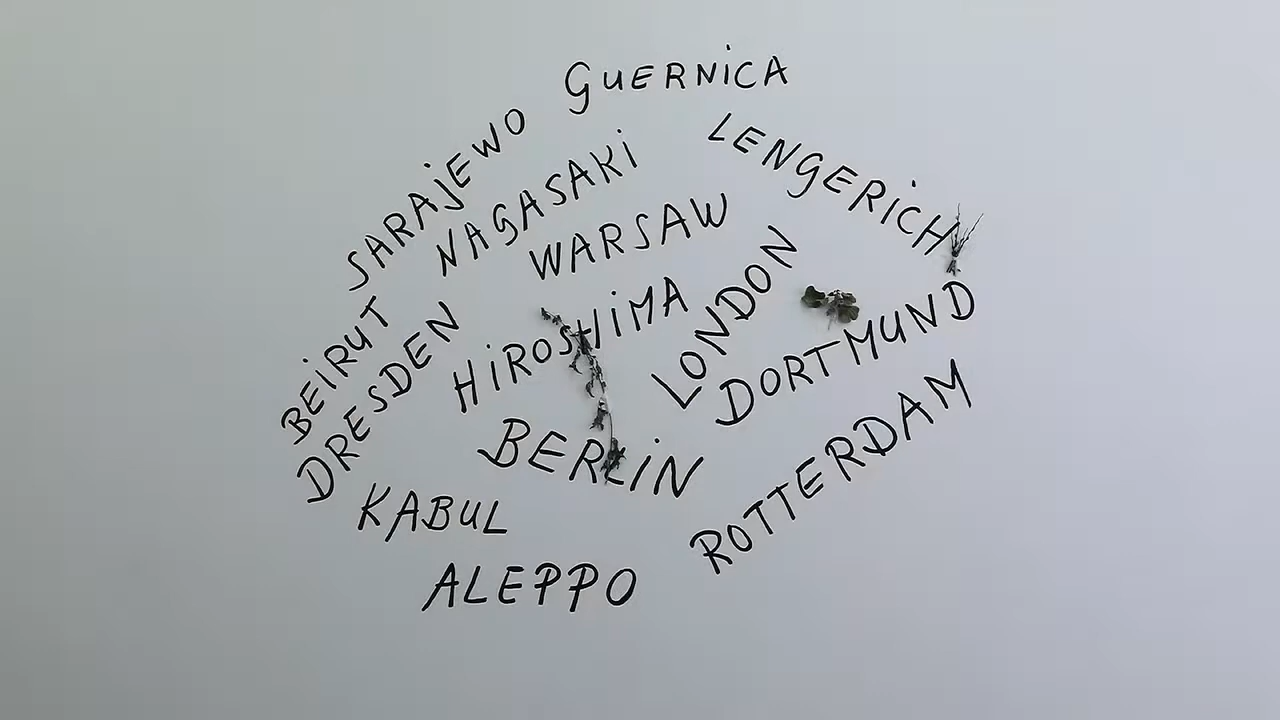 GUERNiCA
LENGERiCH
SARAjEWO
NAGASAKi
WARSAW
LONDON
HiROSHiMA
BEiRUT
DRESDEN
DORTMUND
BERLiN
ROTTERDAM
KABUL
ALEPPO